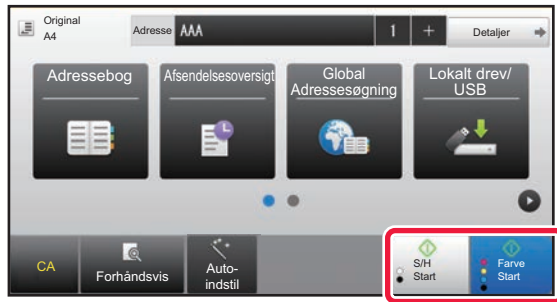 Original
A4
Adresse AAA 1 + Detaljer
Adressebog
Afsendelsesoversigt
Global
Adressesøgning
Lokalt drev/
USB
CA
Forhåndsvis
Auto-
indstil
S/H
Start
Farve
Start